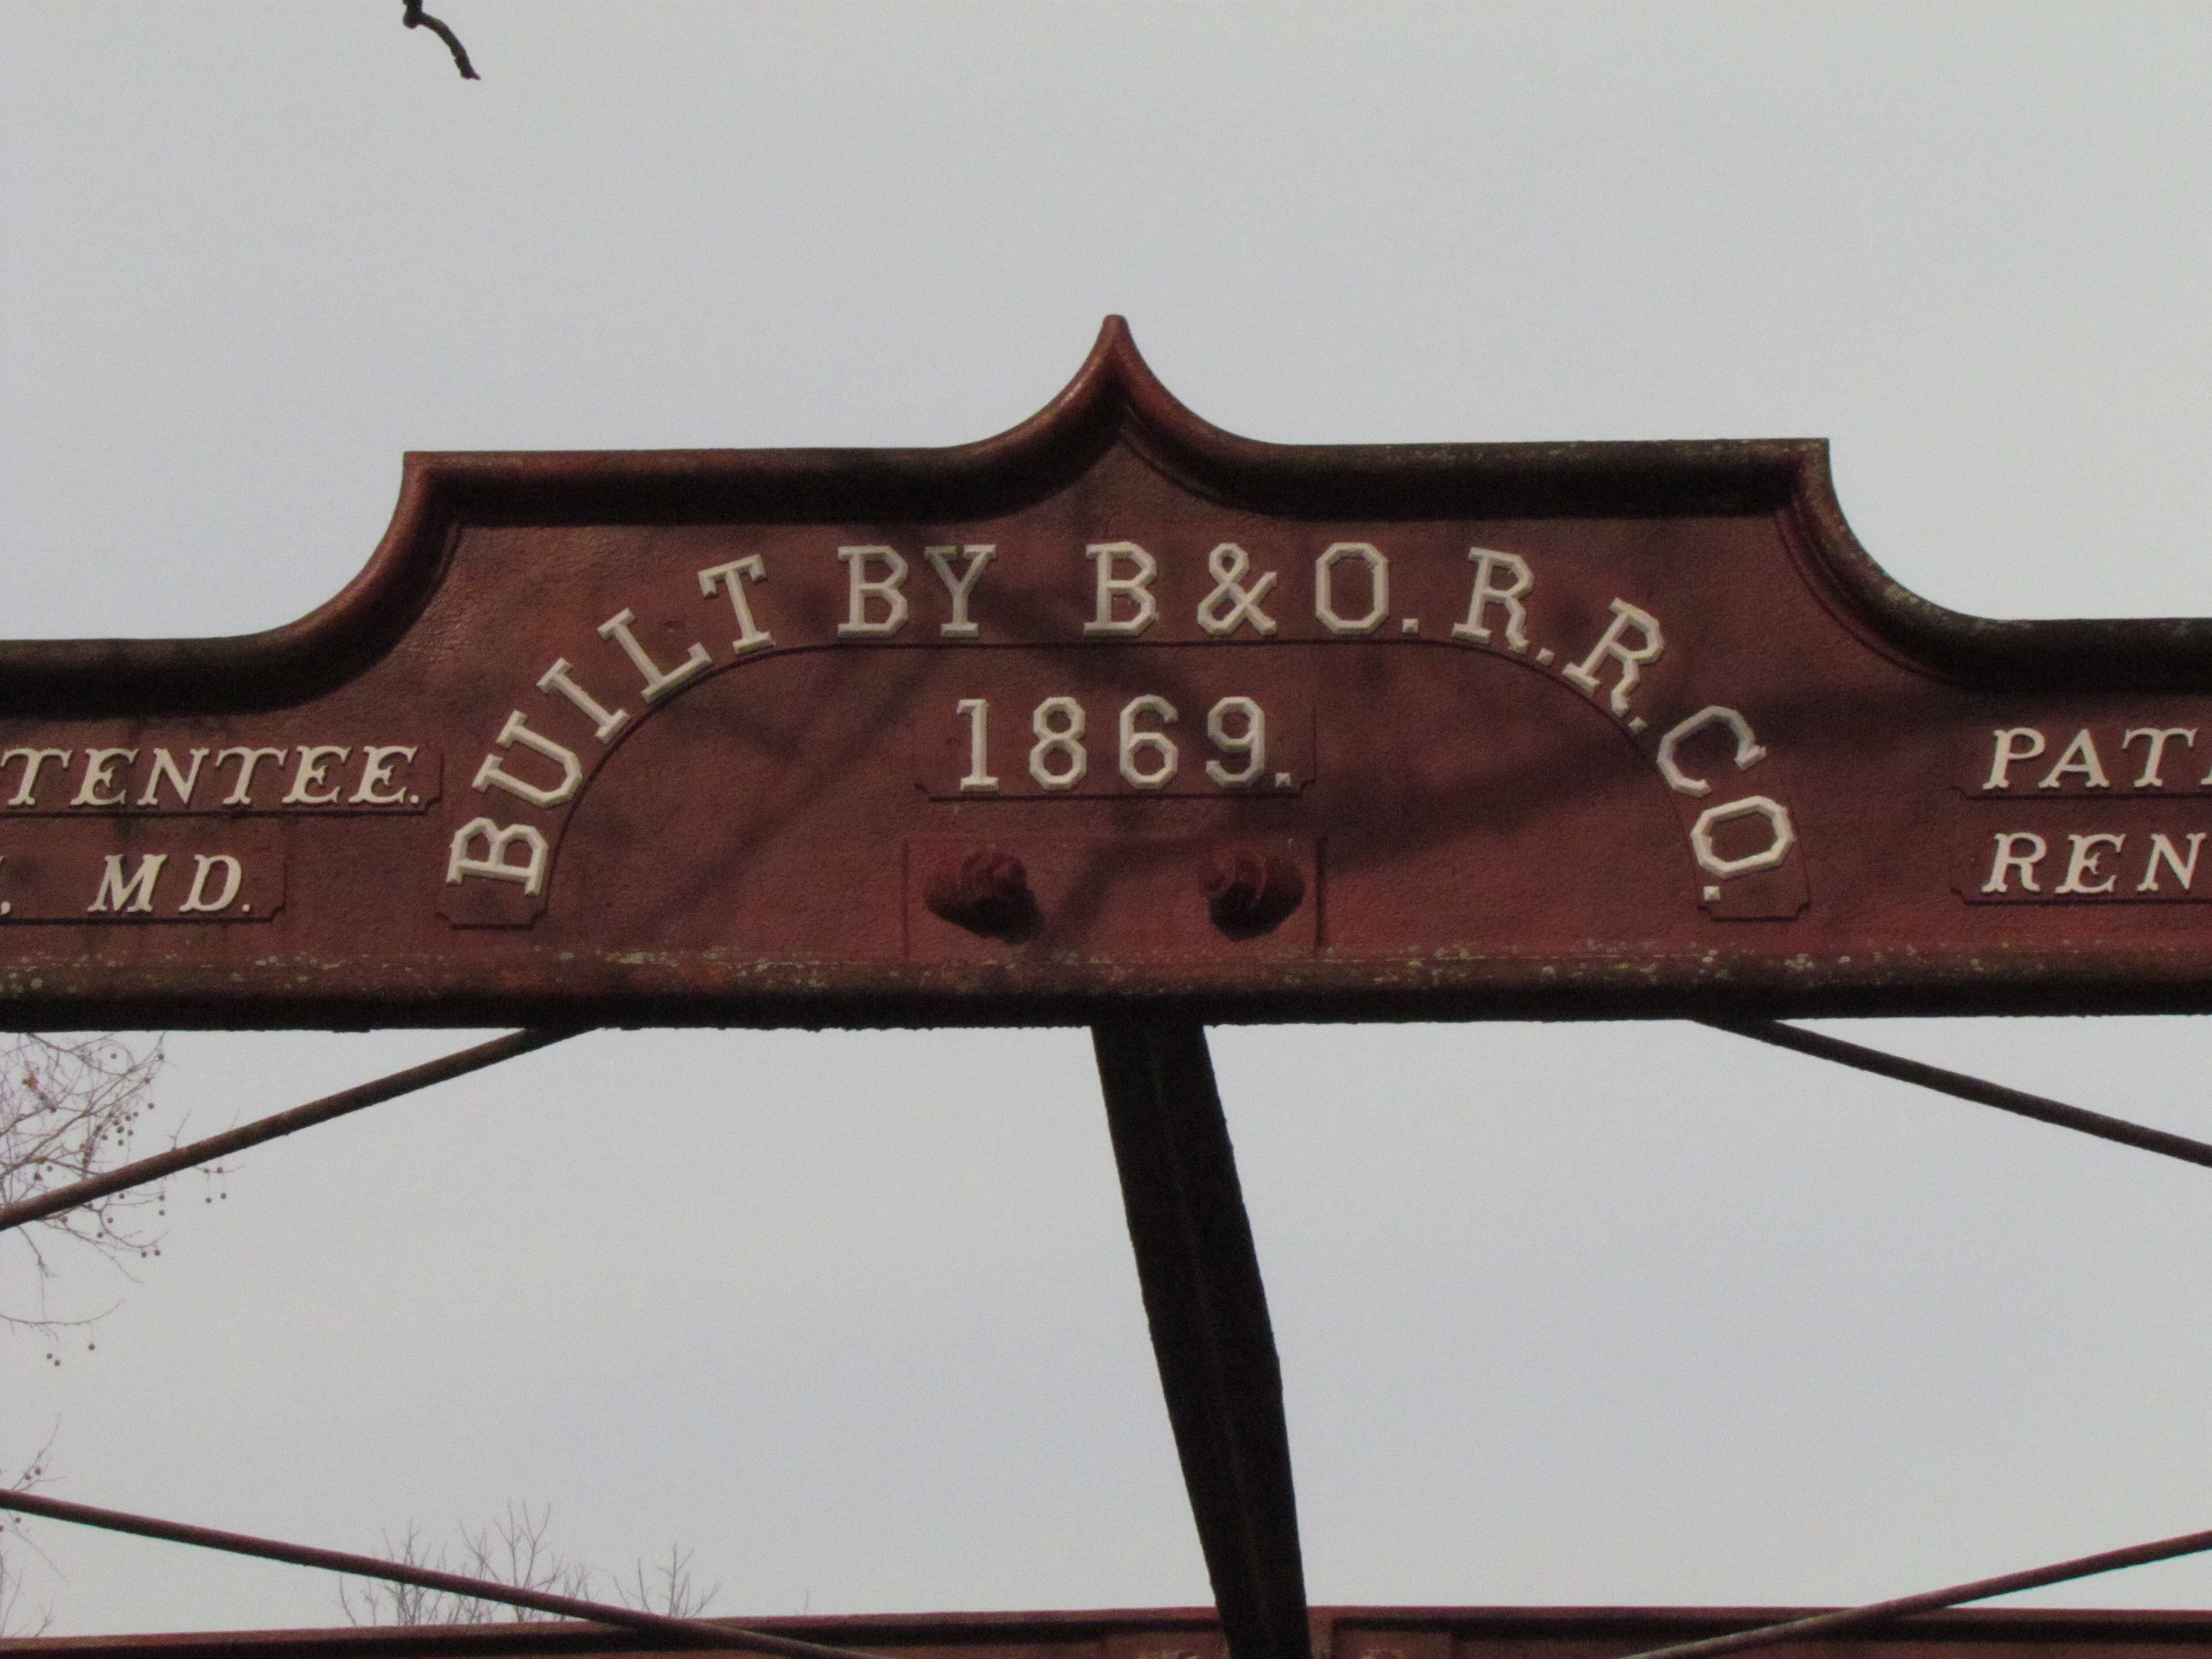 BUILT BY B&O.R.R.CO.
1869.
TENTEE.
MD.
PAT
REN